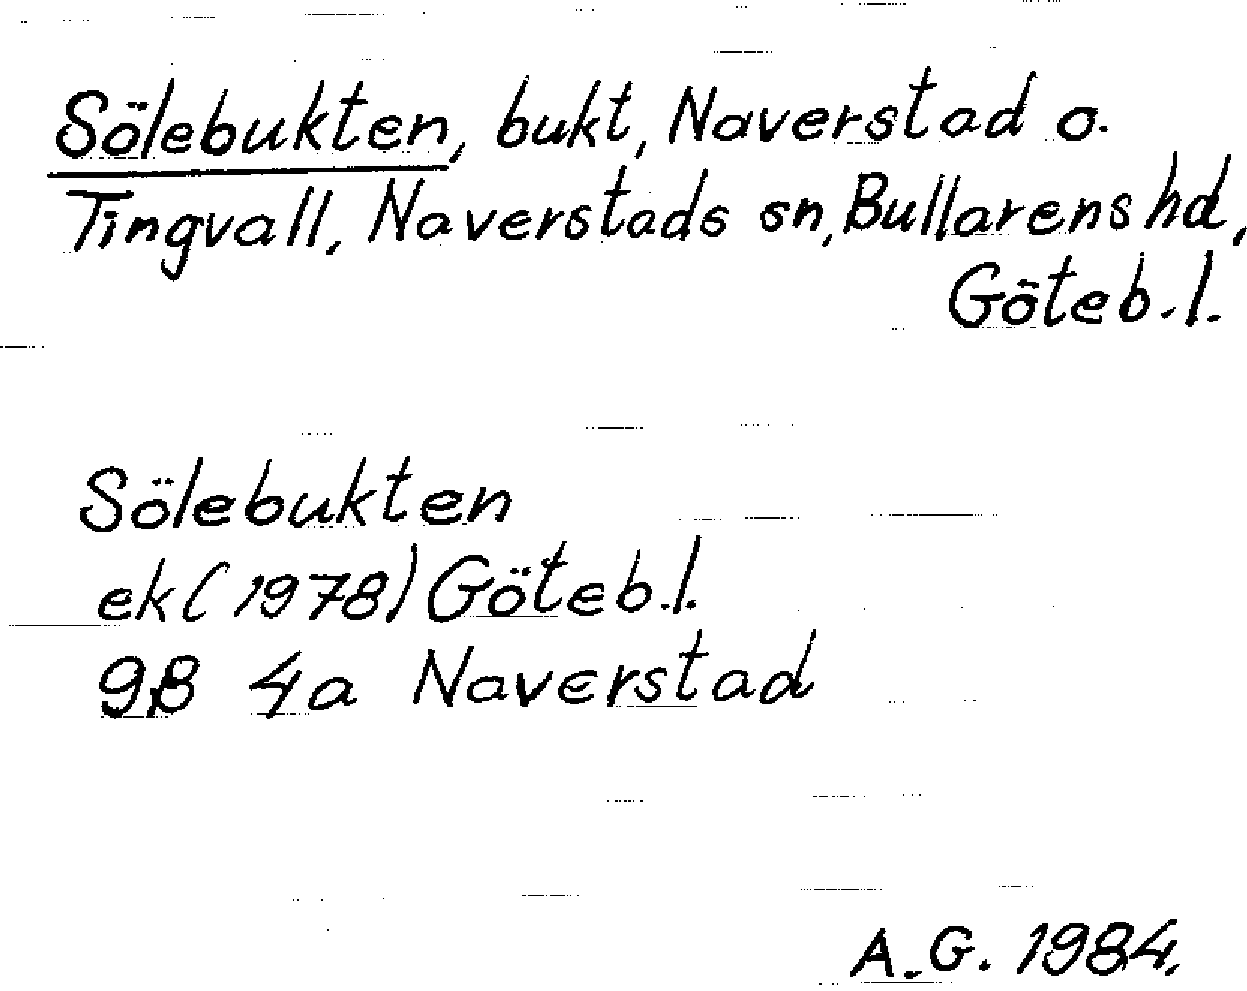 Sölebukten, bukt, Naverstad o.
Tingvall, Naverstads sn, Bullarens hd,
Göteb.l.
Sölebukten
ek (1978) Göteb.l.
9B 4a Naverstad
A.G. 1984.